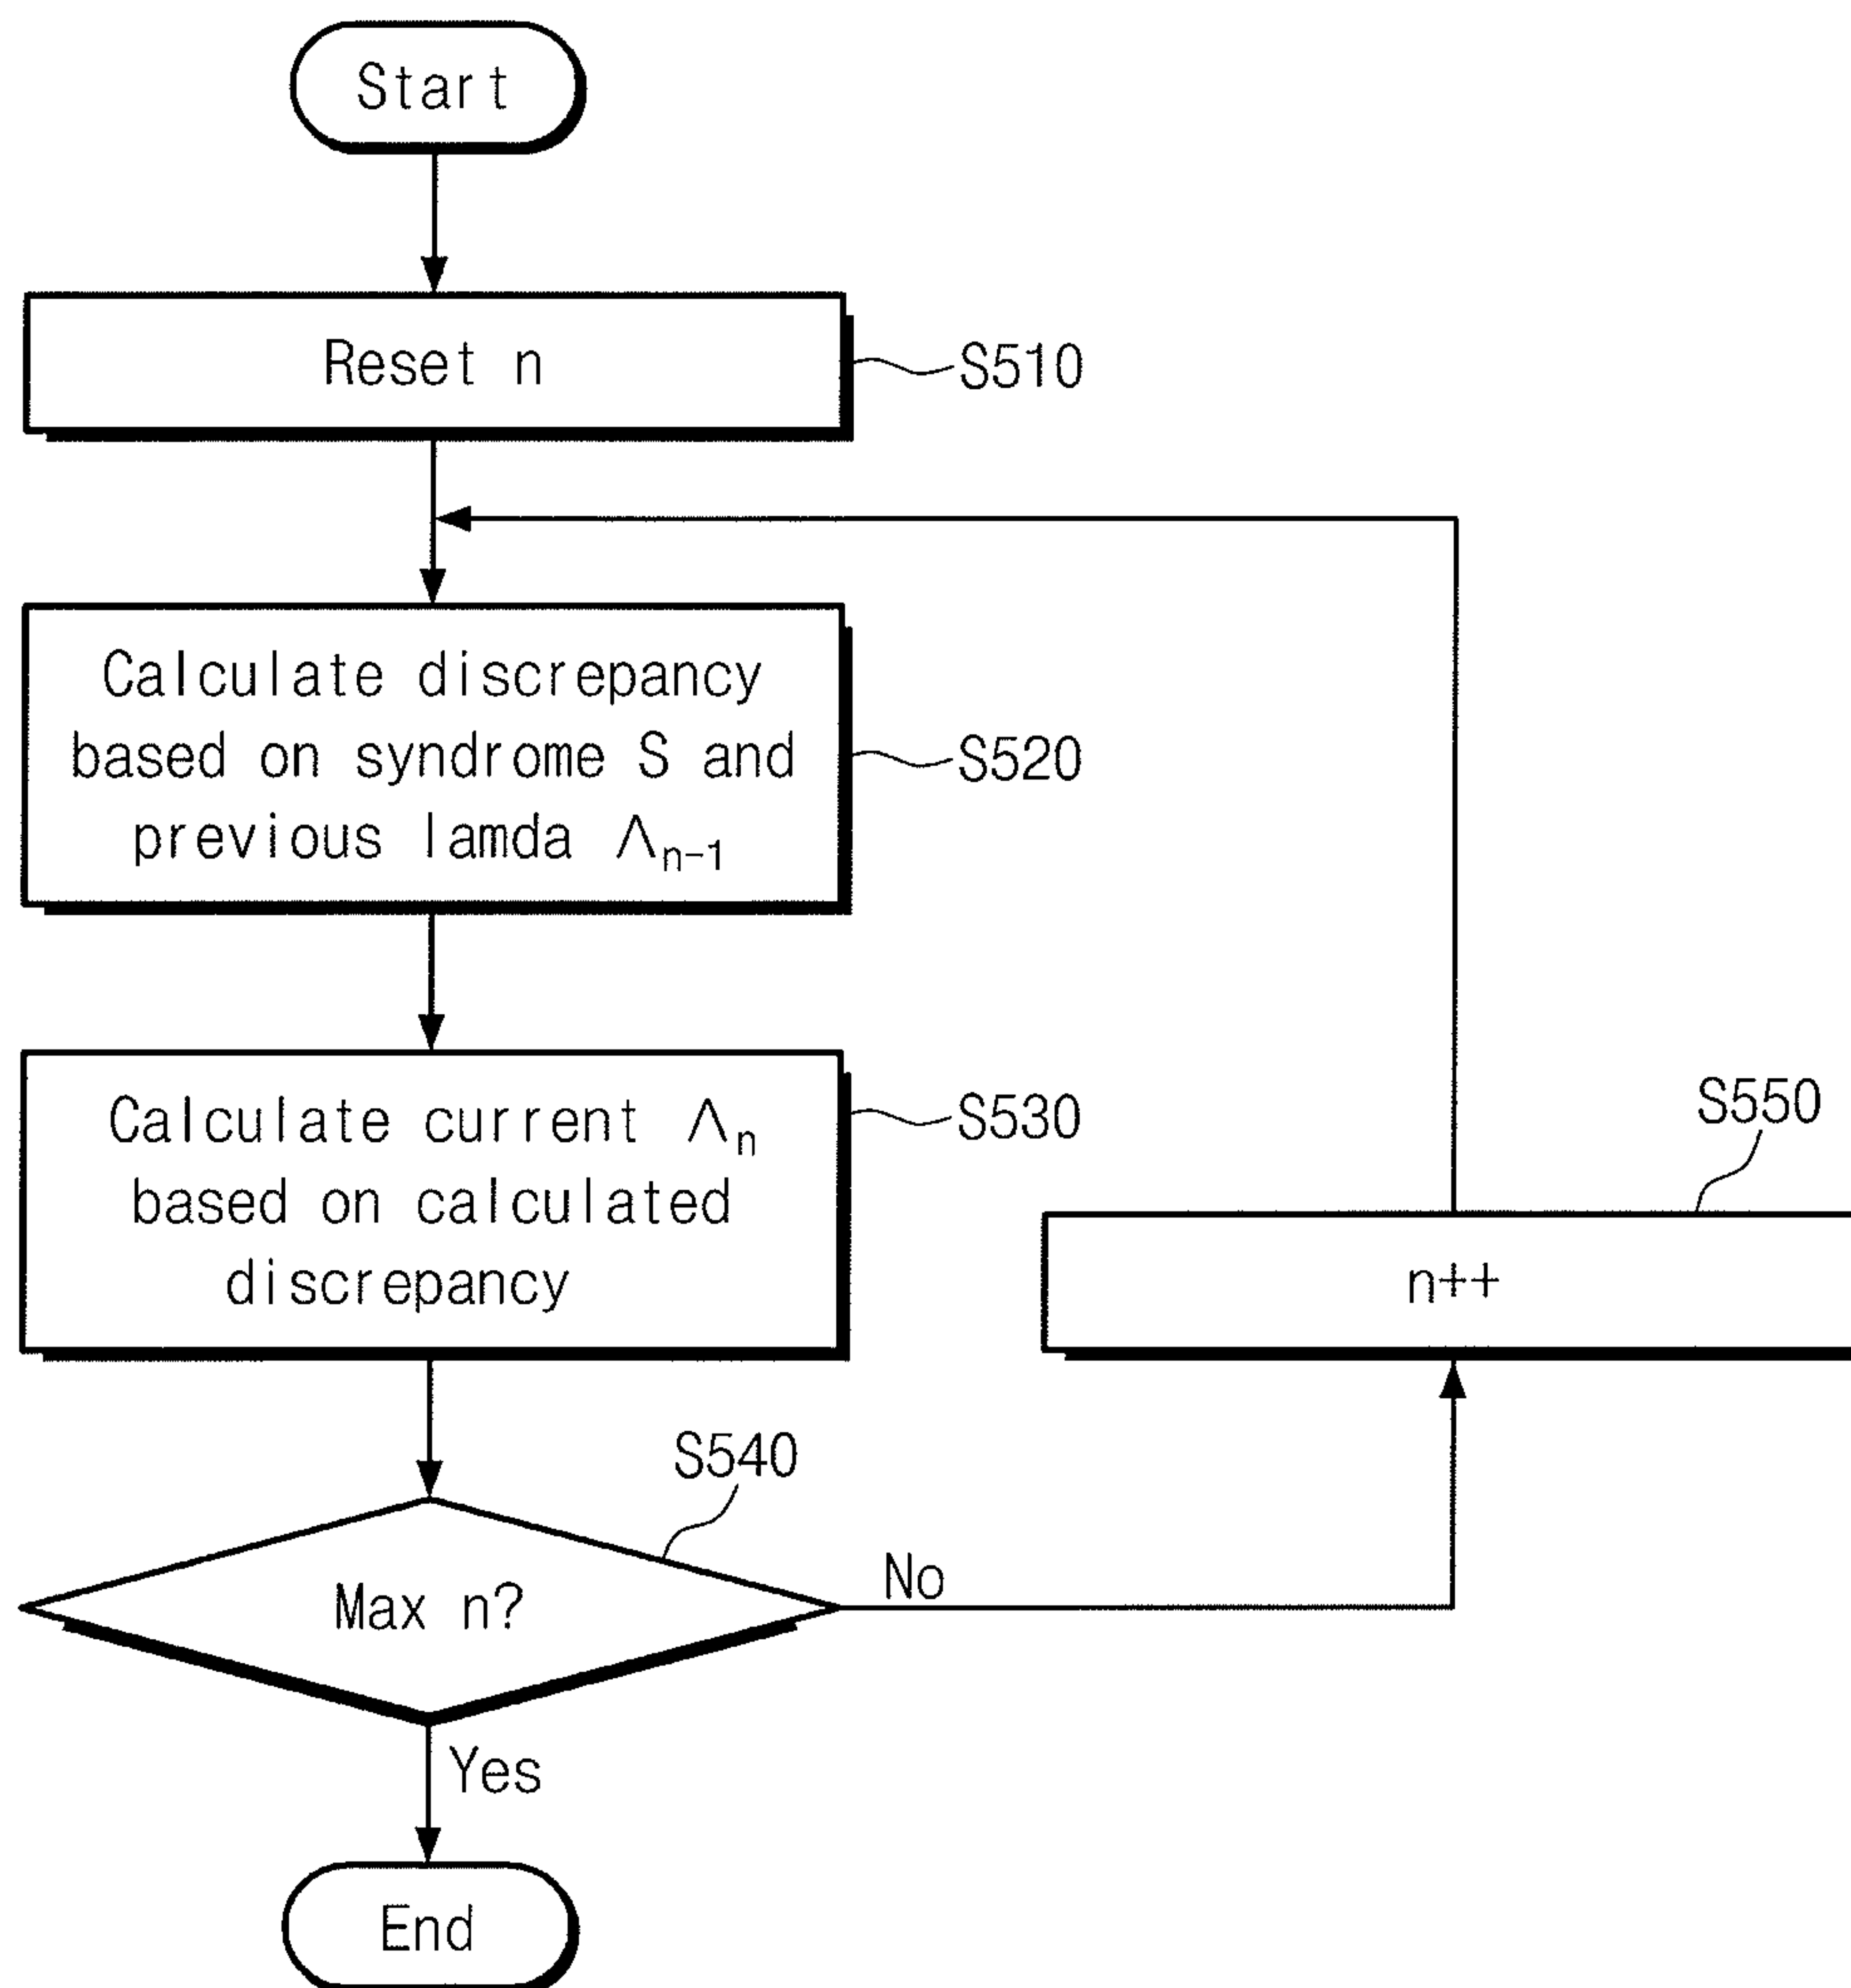 Start
Reset n
S510
Calculate discrepancy
based on syndrome S and
previous lamda Λₙ₋₁
S520
Calculate current Λₙ
based on calculated
discrepancy
S530
S550
n++
S540
Max n?
No
Yes
End